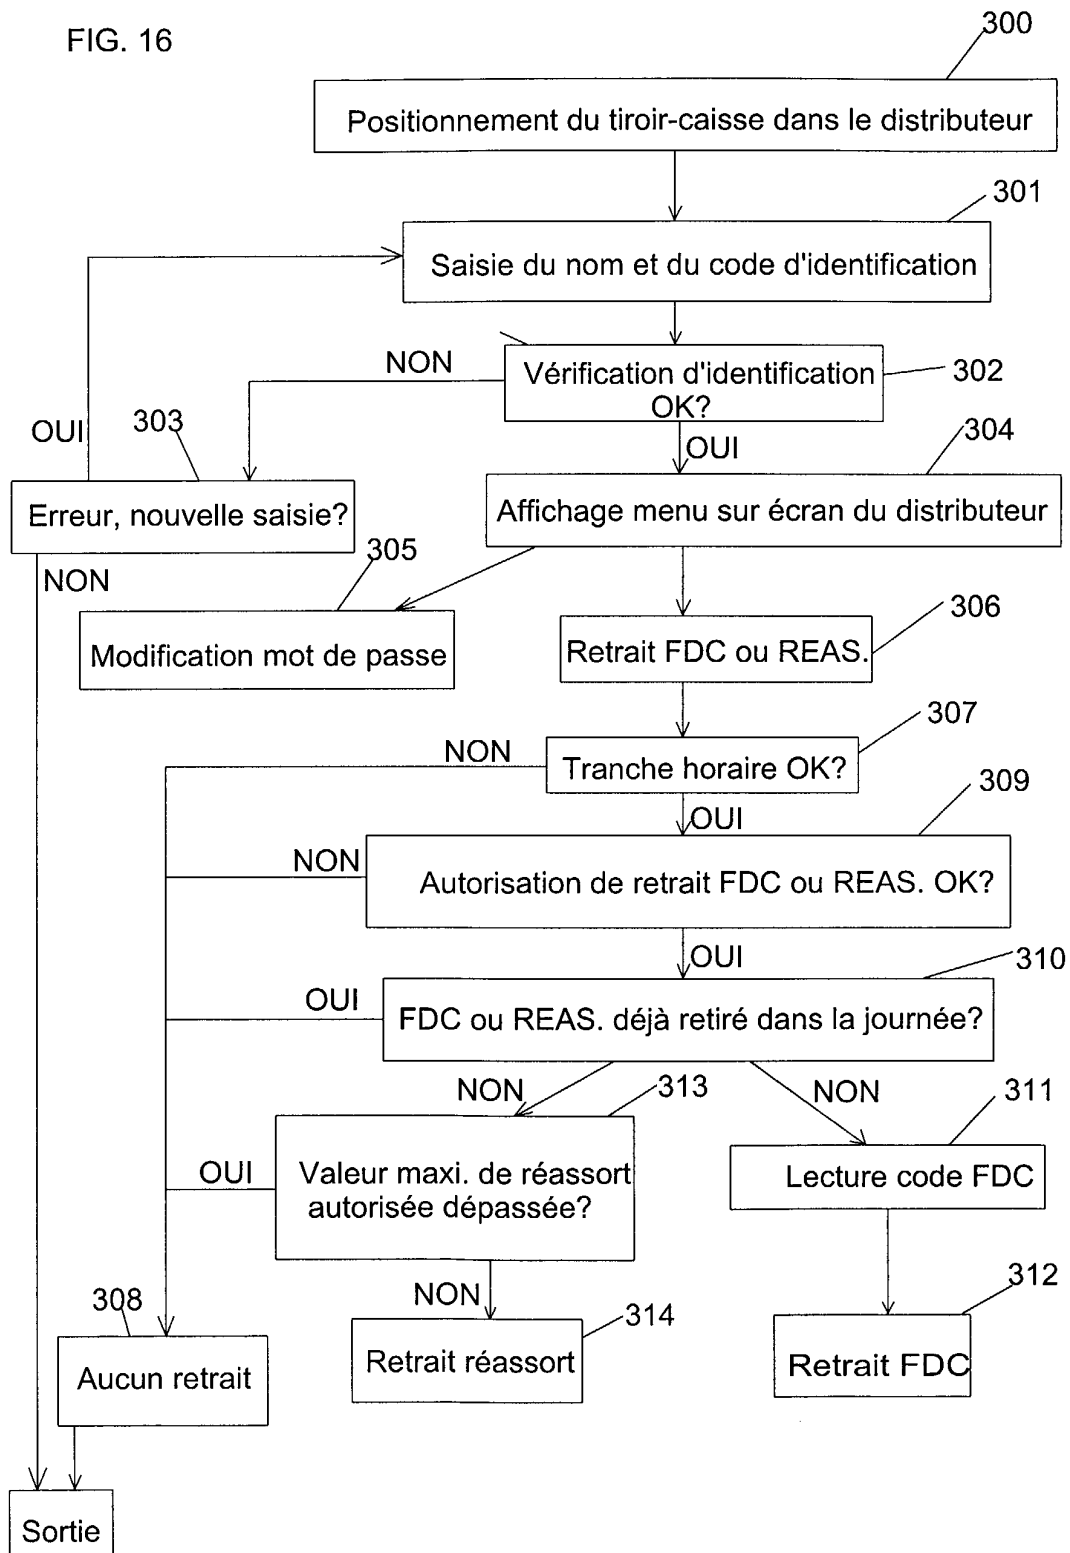 FIG. 16
300
Positionnement du tiroir-caisse dans le distributeur
301
Saisie du nom et du code d'identification
NON
Vérification d'identification
OK?
302
OUI
303
OUI
304
Erreur, nouvelle saisie?
Affichage menu sur écran du distributeur
305
NON
Modification mot de passe
306
Retrait FDC ou REAS.
307
NON
Tranche horaire OK?
309
OUI
NON
Autorisation de retrait FDC ou REAS. OK?
OUI
310
OUI
FDC ou REAS. déjà retiré dans la journée?
NON
313
NON
311
OUI
Valeur maxi. de réassort
autorisée dépassée?
Lecture code FDC
308
NON
314
312
Aucun retrait
Retrait réassort
Retrait FDC
Sortie